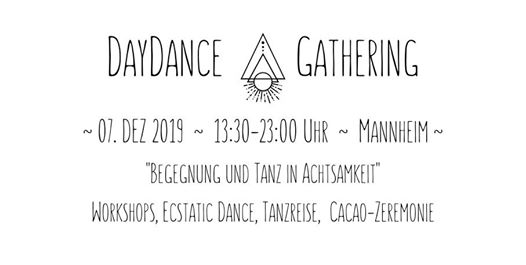 DayDance Gathering
~ 07. DEZ 2019 ~ 13:30-23:00 Uhr ~ Mannheim ~
"Begegnung und Tanz in Achtsamkeit"
Workshops, Ecstatic Dance, Tanzreise, Cacao-Zeremonie